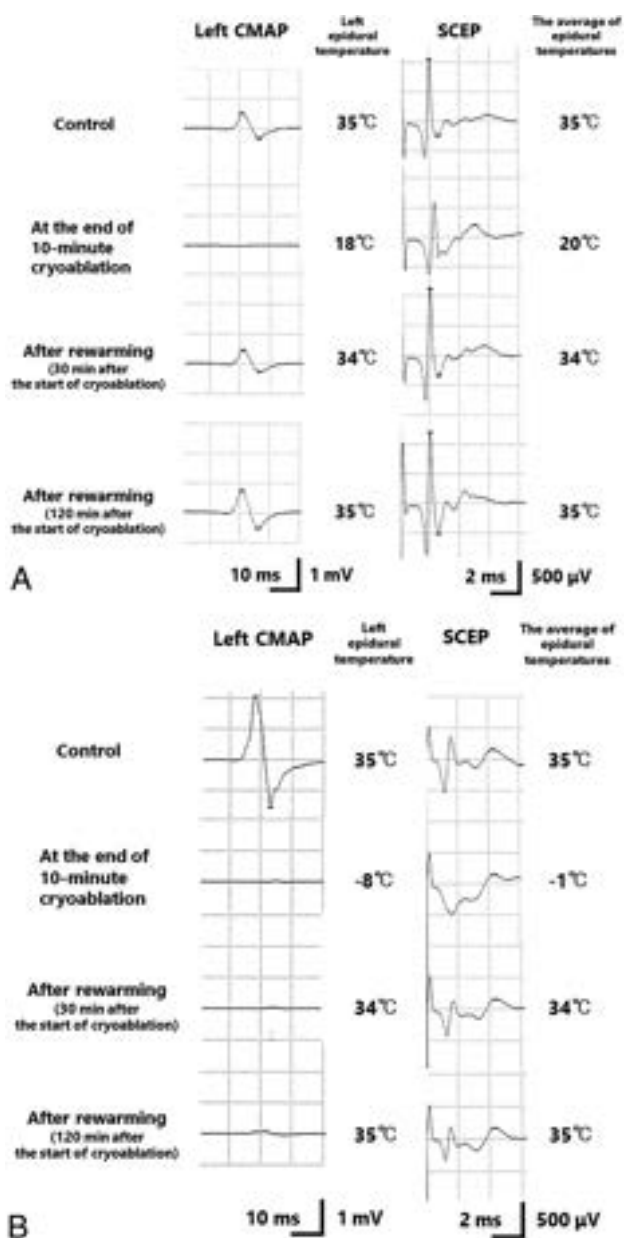 Left CMAP
Left
epidural
temperature
SCEP
The average of
epidural
temperatures
Control
35℃
35℃
At the end of
10-minute
cryoablation
18℃
20℃
After rewarming
(30 min after
the start of cryoablation)
34℃
34℃
After rewarming
(120 min after
the start of cryoablation)
35℃
35℃
10 ms
1 mV
2 ms
500 μV
A
Left CMAP
Left
epidural
temperature
SCEP
The average of
epidural
temperatures
Control
35℃
35℃
At the end of
10-minute
cryoablation
-8℃
-1℃
After rewarming
(30 min after
the start of cryoablation)
34℃
34℃
After rewarming
(120 min after
the start of cryoablation)
35℃
35℃
10 ms
1 mV
2 ms
500 μV
B